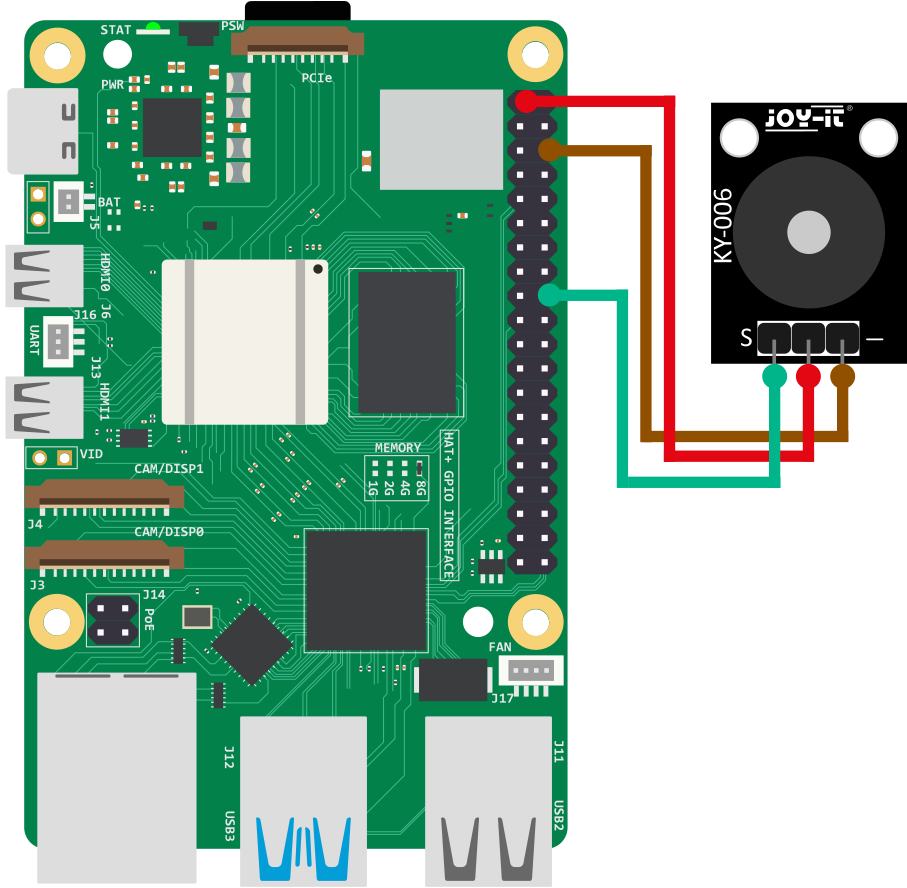 STAT
PSW
PCIe
PWR
JOY-iT®
BAT
J5
KY-006
HDMI0
J6
J16
UART
S
–
J13
HDMI1
VID
MEMORY
1G
2G
4G
8G
HAT+ GPIO INTERFACE
CAM/DISP1
J4
CAM/DISP0
J3
J14
PoE
FAN
J17
J12
J11
USB3
USB2